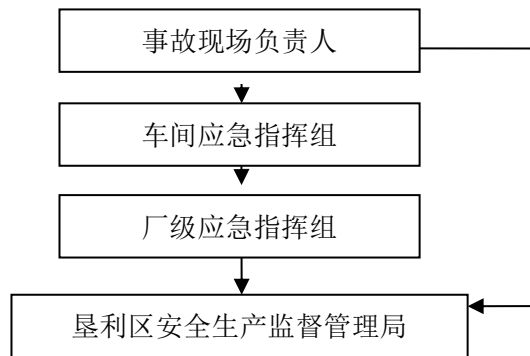 事故现场负责人
车间应急指挥组
厂级应急指挥组
垦利区安全生产监督管理局